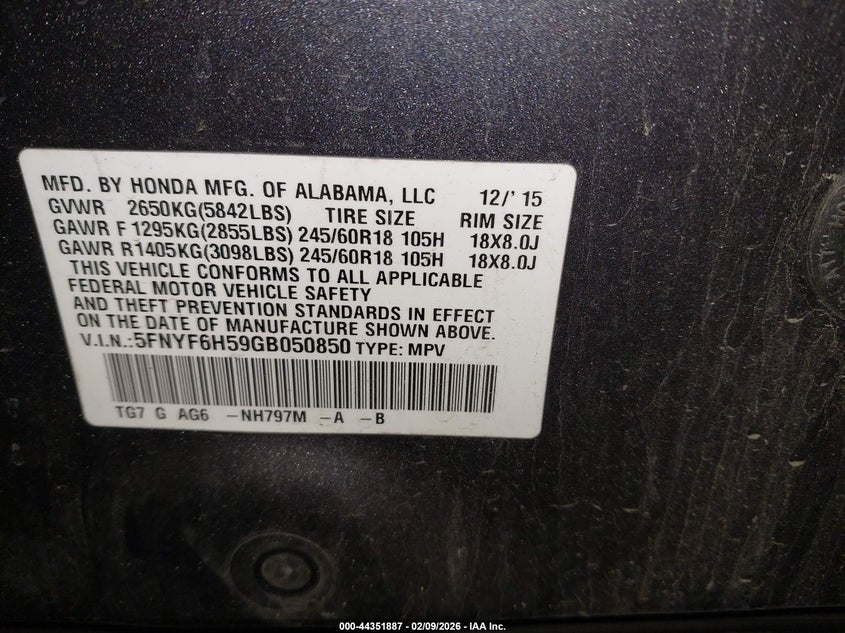 MFD. BY HONDA MFG. OF ALABAMA, LLC 12/' 15
GVWR 2650KG(5842LBS) TIRE SIZE RIM SIZE
GAWR F 1295KG(2855LBS) 245/60R18 105H 18X8.0J
GAWR R1405KG(3098LBS) 245/60R18 105H 18X8.0J
THIS VEHICLE CONFORMS TO ALL APPLICABLE
FEDERAL MOTOR VEHICLE SAFETY
AND THEFT PREVENTION STANDARDS IN EFFECT
ON THE DATE OF MANUFACTURE SHOWN ABOVE.
V.I.N.:5FNYF6H59GB050850 TYPE: MPV
TG7 G AG6 -NH797M -A -B
000-44351887 - 02/09/2026 - IAA Inc.